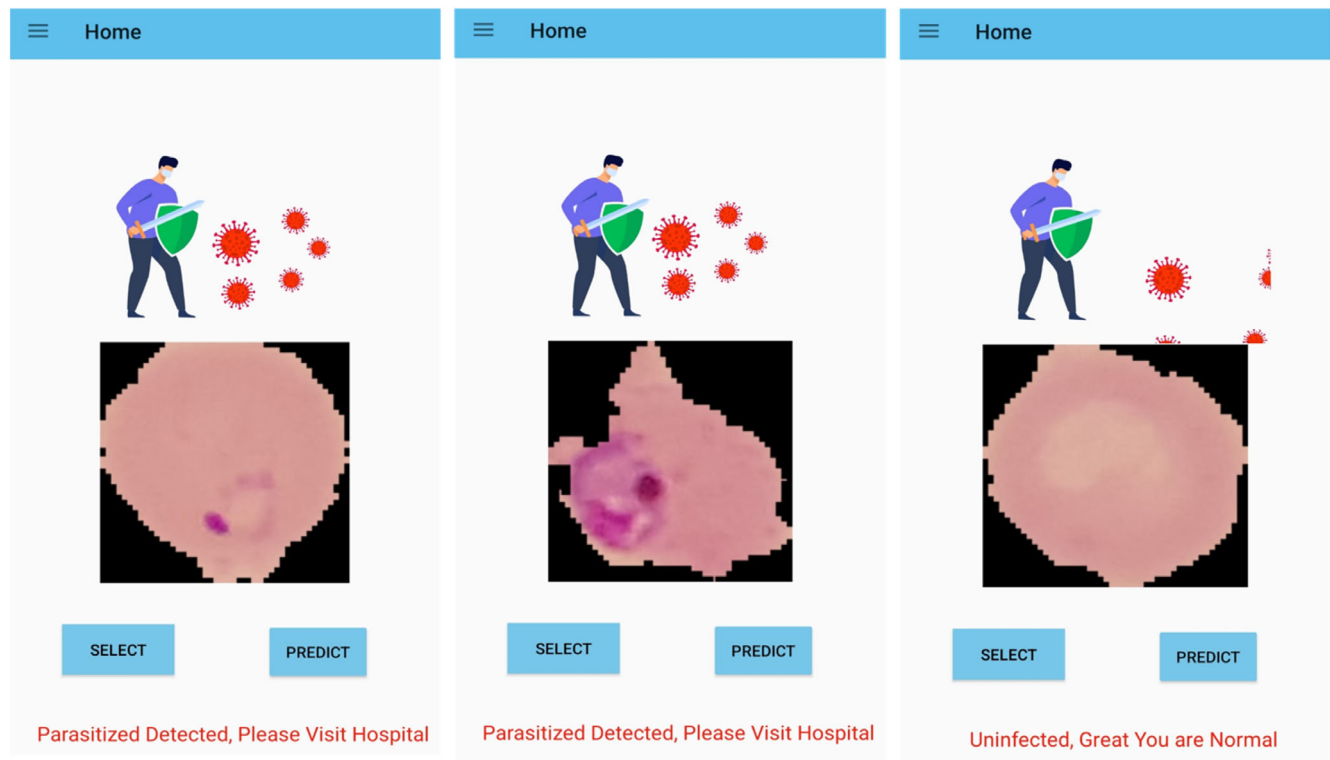 Home
SELECT
PREDICT
Parasitized Detected, Please Visit Hospital
Home
SELECT
PREDICT
Parasitized Detected, Please Visit Hospital
Home
SELECT
PREDICT
Uninfected, Great You are Normal